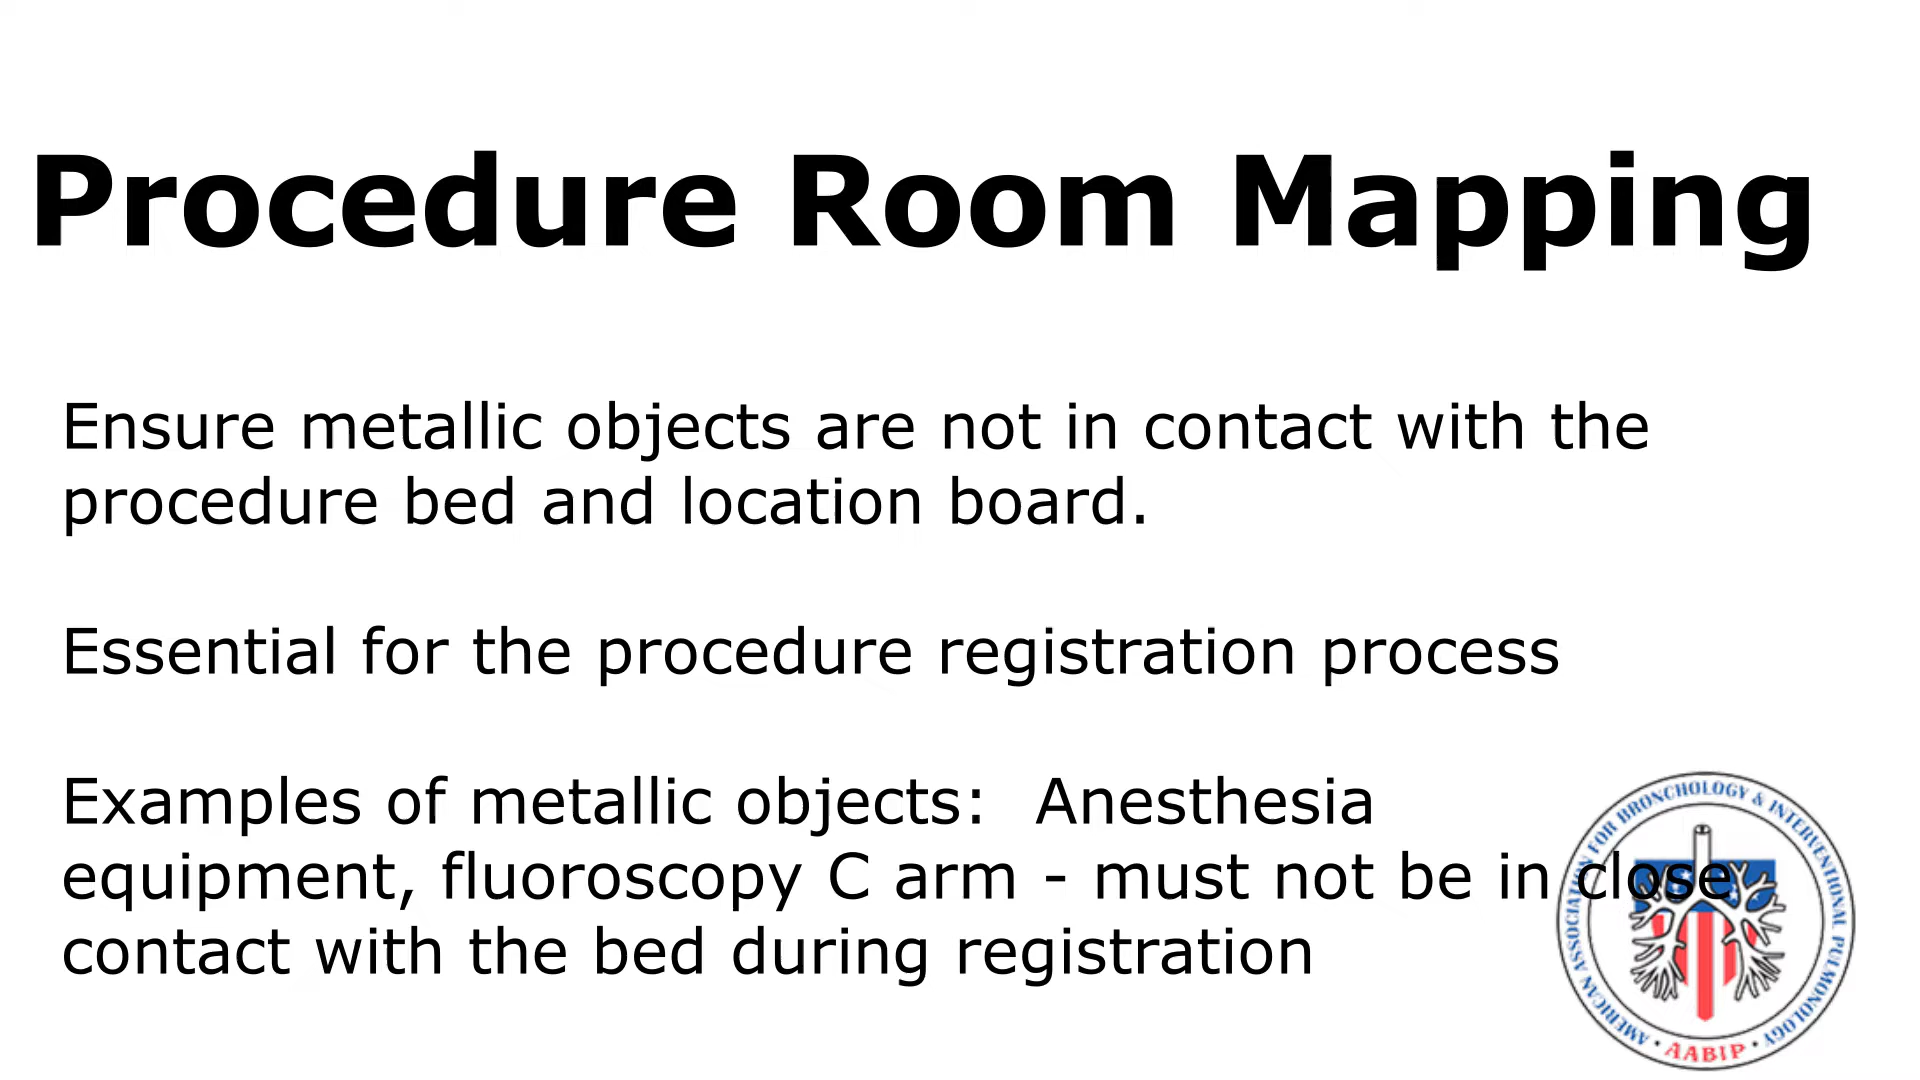 Procedure Room Mapping
Ensure metallic objects are not in contact with the
procedure bed and location board.
Essential for the procedure registration process
Examples of metallic objects:  Anesthesia
equipment, fluoroscopy C arm - must not be in close
contact with the bed during registration
AMERICAN ASSOCIATION FOR BRONCHOLOGY & INTERVENTIONAL PULMONOLOGY
• AABIP •